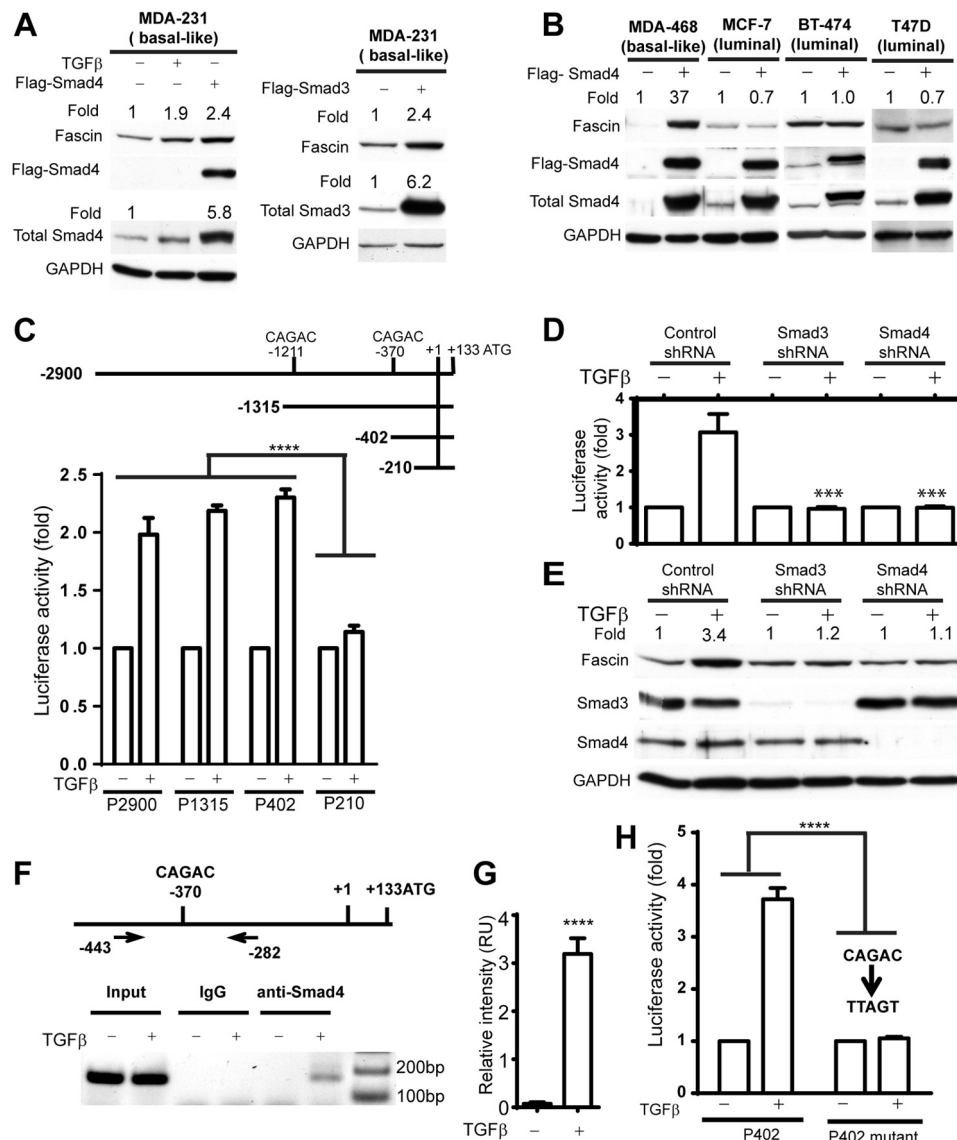 A
MDA-231
( basal-like)
TGFβ – + –
Flag-Smad4 – – +
Fold 1 1.9 2.4
Fascin
Flag-Smad4
Fold 1 5.8
Total Smad4
GAPDH
MDA-231
( basal-like)
Flag-Smad3 – +
Fold 1 2.4
Fascin
Fold 1 6.2
Total Smad3
GAPDH
B
MDA-468 MCF-7 BT-474 T47D
(basal-like) (luminal) (luminal) (luminal)
Flag- Smad4 – + – + – + – +
Fold 1 37 1 0.7 1 1.0 1 0.7
Fascin
Flag-Smad4
Total Smad4
GAPDH
C
CAGAC CAGAC
-1211 -370 +1 +133 ATG
-2900
-1315
-402
-210
****
Luciferase activity (fold)
2.5
2.0
1.5
1.0
0.5
0.0
TGFβ – + – + – + – +
P2900 P1315 P402 P210
D
Control shRNA Smad3 shRNA Smad4 shRNA
TGFβ – + – + – +
Luciferase activity (fold)
4
3
2
1
0
*** ***
E
Control shRNA Smad3 shRNA Smad4 shRNA
TGFβ – + – + – +
Fold 1 3.4 1 1.2 1 1.1
Fascin
Smad3
Smad4
GAPDH
F
CAGAC
-370 +1 +133ATG
-443 -282
Input IgG anti-Smad4
TGFβ – + – + – +
200bp
100bp
G
Relative intensity (RU)
4
3
2
1
0
****
TGFβ – +
H
Luciferase activity (fold)
5
4
3
2
1
0
****
CAGAC
TTAGT
TGFβ – + – +
P402 P402 mutant